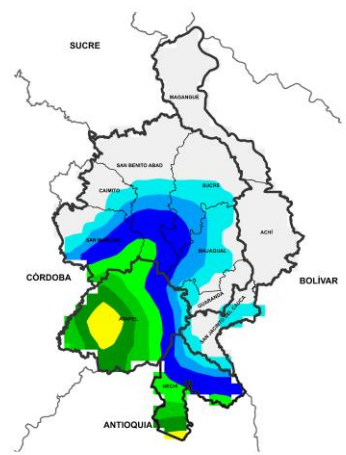 SUCRE
MAGANGUÉ
SAN BENITO ABAD
CAIMITO
SUCRE
SAN MARCOS
MAJAGUAL
ACHÍ
CÓRDOBA
BOLÍVAR
GUARANDA
SAN JACINTO DEL CAUCA
AYAPEL
NECHÍ
ANTIOQUIA